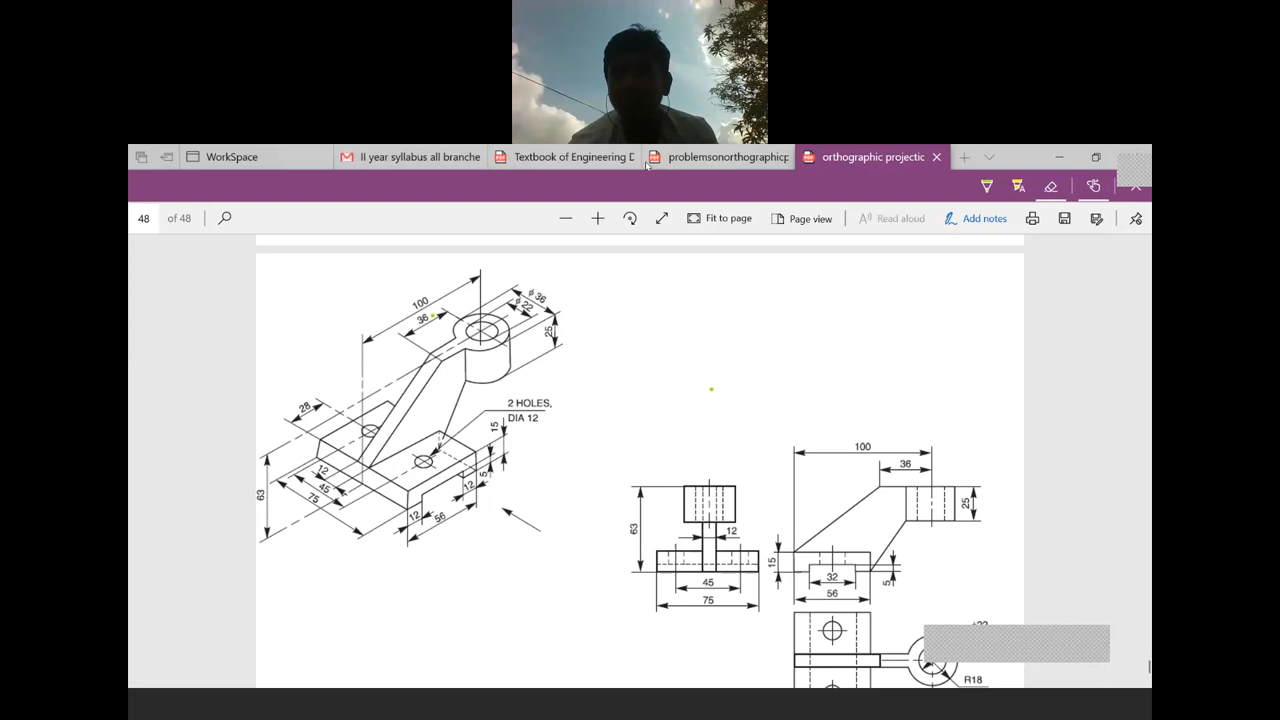 WorkSpace
II year syllabus all branche
Textbook of Engineering D
problemsonorthographicp
orthographic projectic
48 of 48
Fit to page
Page view
Read aloud
Add notes
100
36
ϕ 36
ϕ 22
25
28
2 HOLES,
DIA 12
15
5
12
45
75
63
12
12
56
63
12
45
75
100
36
25
15
32
5
56
R18